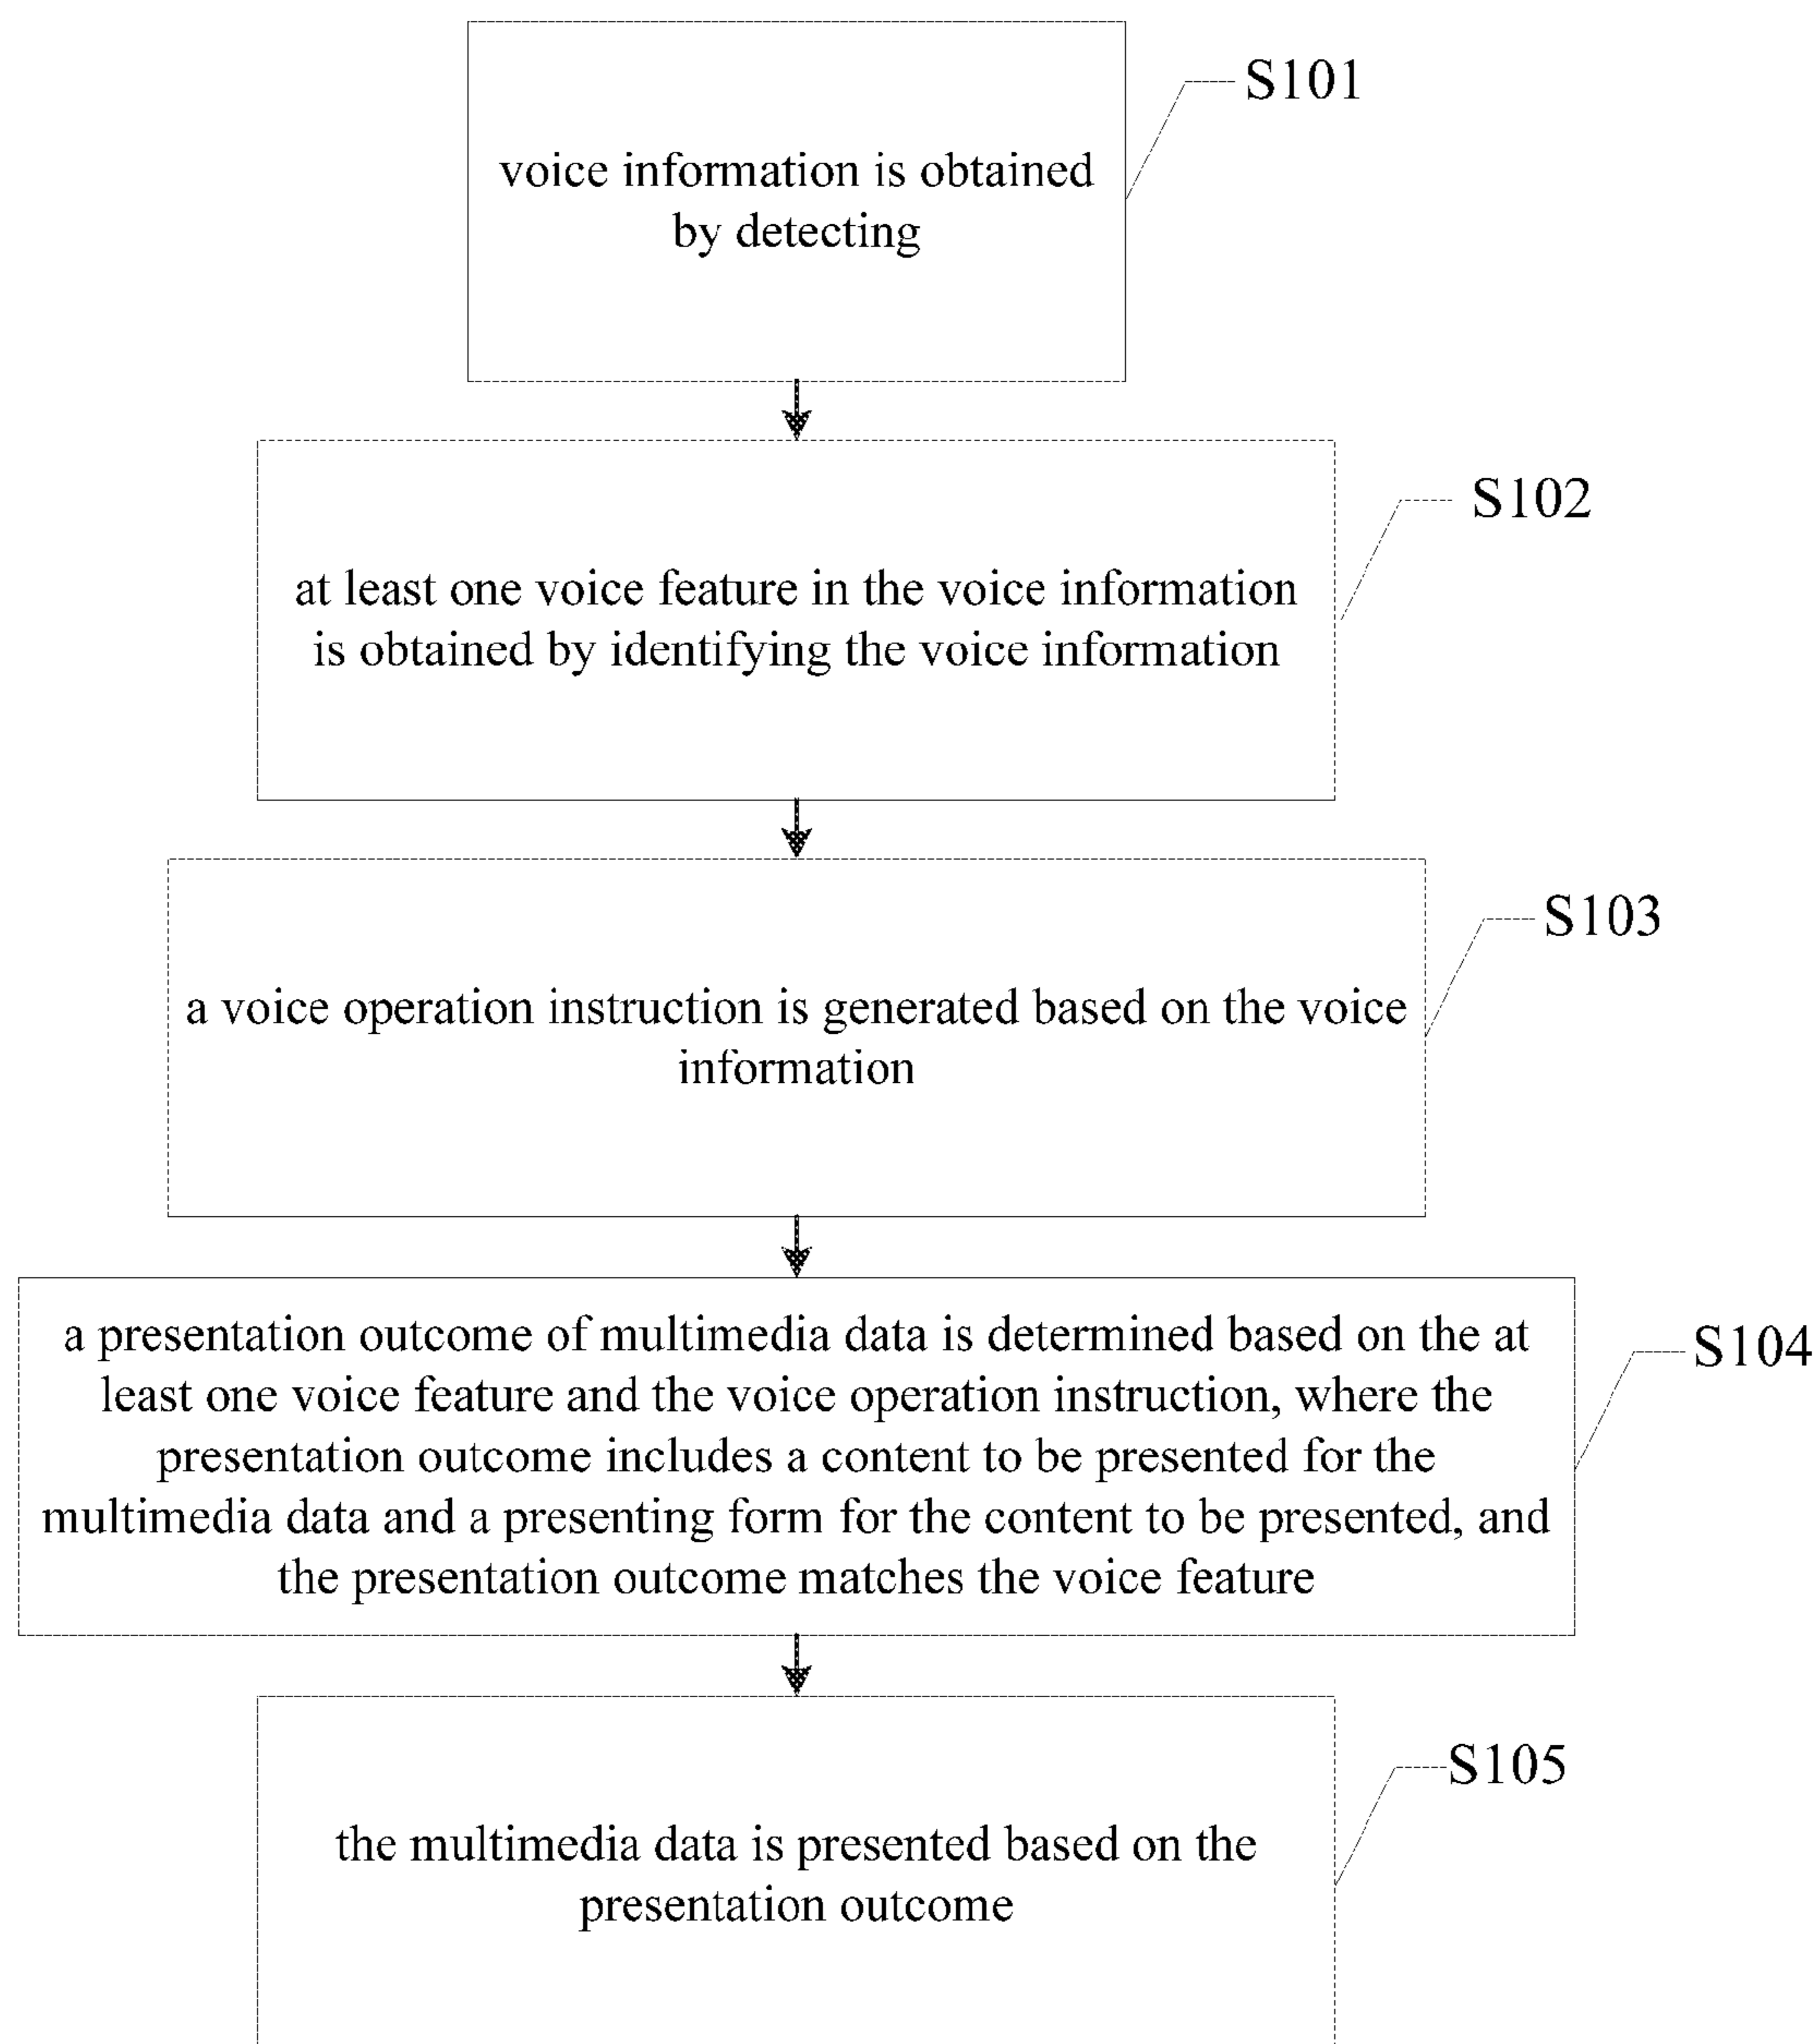 S101
voice information is obtained
by detecting
S102
at least one voice feature in the voice information
is obtained by identifying the voice information
S103
a voice operation instruction is generated based on the voice
information
S104
a presentation outcome of multimedia data is determined based on the at
least one voice feature and the voice operation instruction, where the
presentation outcome includes a content to be presented for the
multimedia data and a presenting form for the content to be presented, and
the presentation outcome matches the voice feature
S105
the multimedia data is presented based on the
presentation outcome